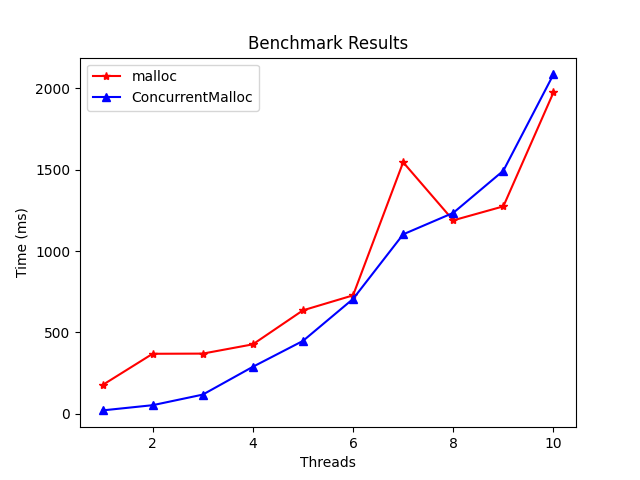 Benchmark Results
malloc
ConcurrentMalloc
2000
1500
1000
500
0
Time (ms)
2 4 6 8 10
Threads